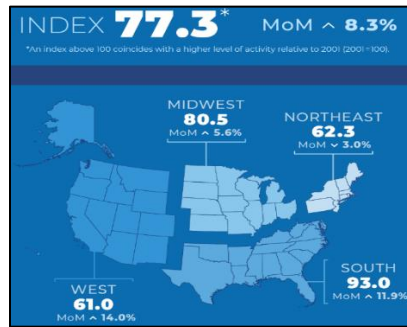 INDEX 77.3* MoM ^ 8.3%
*An index above 100 coincides with a higher level of activity relative to 2001 (2001=100).
MIDWEST
80.5
MoM ^ 5.6%
NORTHEAST
62.3
MoM ˅ 3.0%
SOUTH
93.0
MoM ^ 11.9%
WEST
61.0
MoM ^ 14.0%